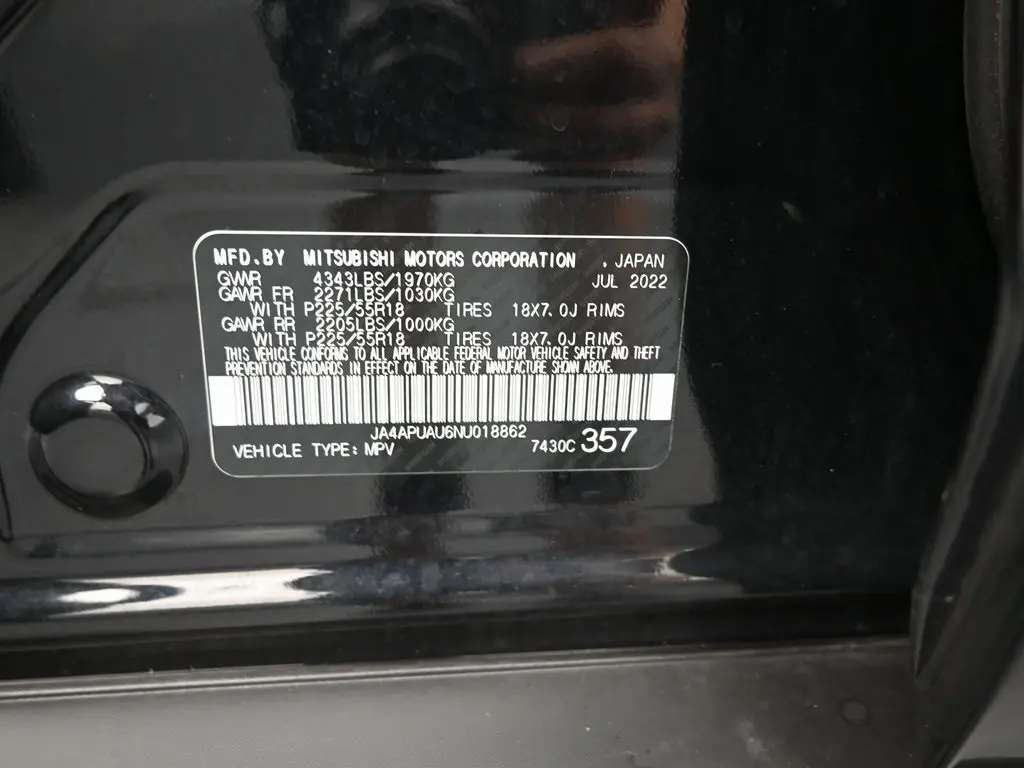 MFD.BY MITSUBISHI MOTORS CORPORATION . JAPAN
GVWR 4343LBS/1970KG JUL 2022
GAWR FR 2271LBS/1030KG
WITH P225/55R18 TIRES 18X7.0J RIMS
GAWR RR 2205LBS/1000KG
WITH P225/55R18 TIRES 18X7.0J RIMS
THIS VEHICLE CONFORMS TO ALL APPLICABLE FEDERAL MOTOR VEHICLE SAFETY AND THEFT
PREVENTION STANDARDS IN EFFECT ON THE DATE OF MANUFACTURE SHOWN ABOVE.
JA4APUAU6NU018862
VEHICLE TYPE: MPV 7430C 357